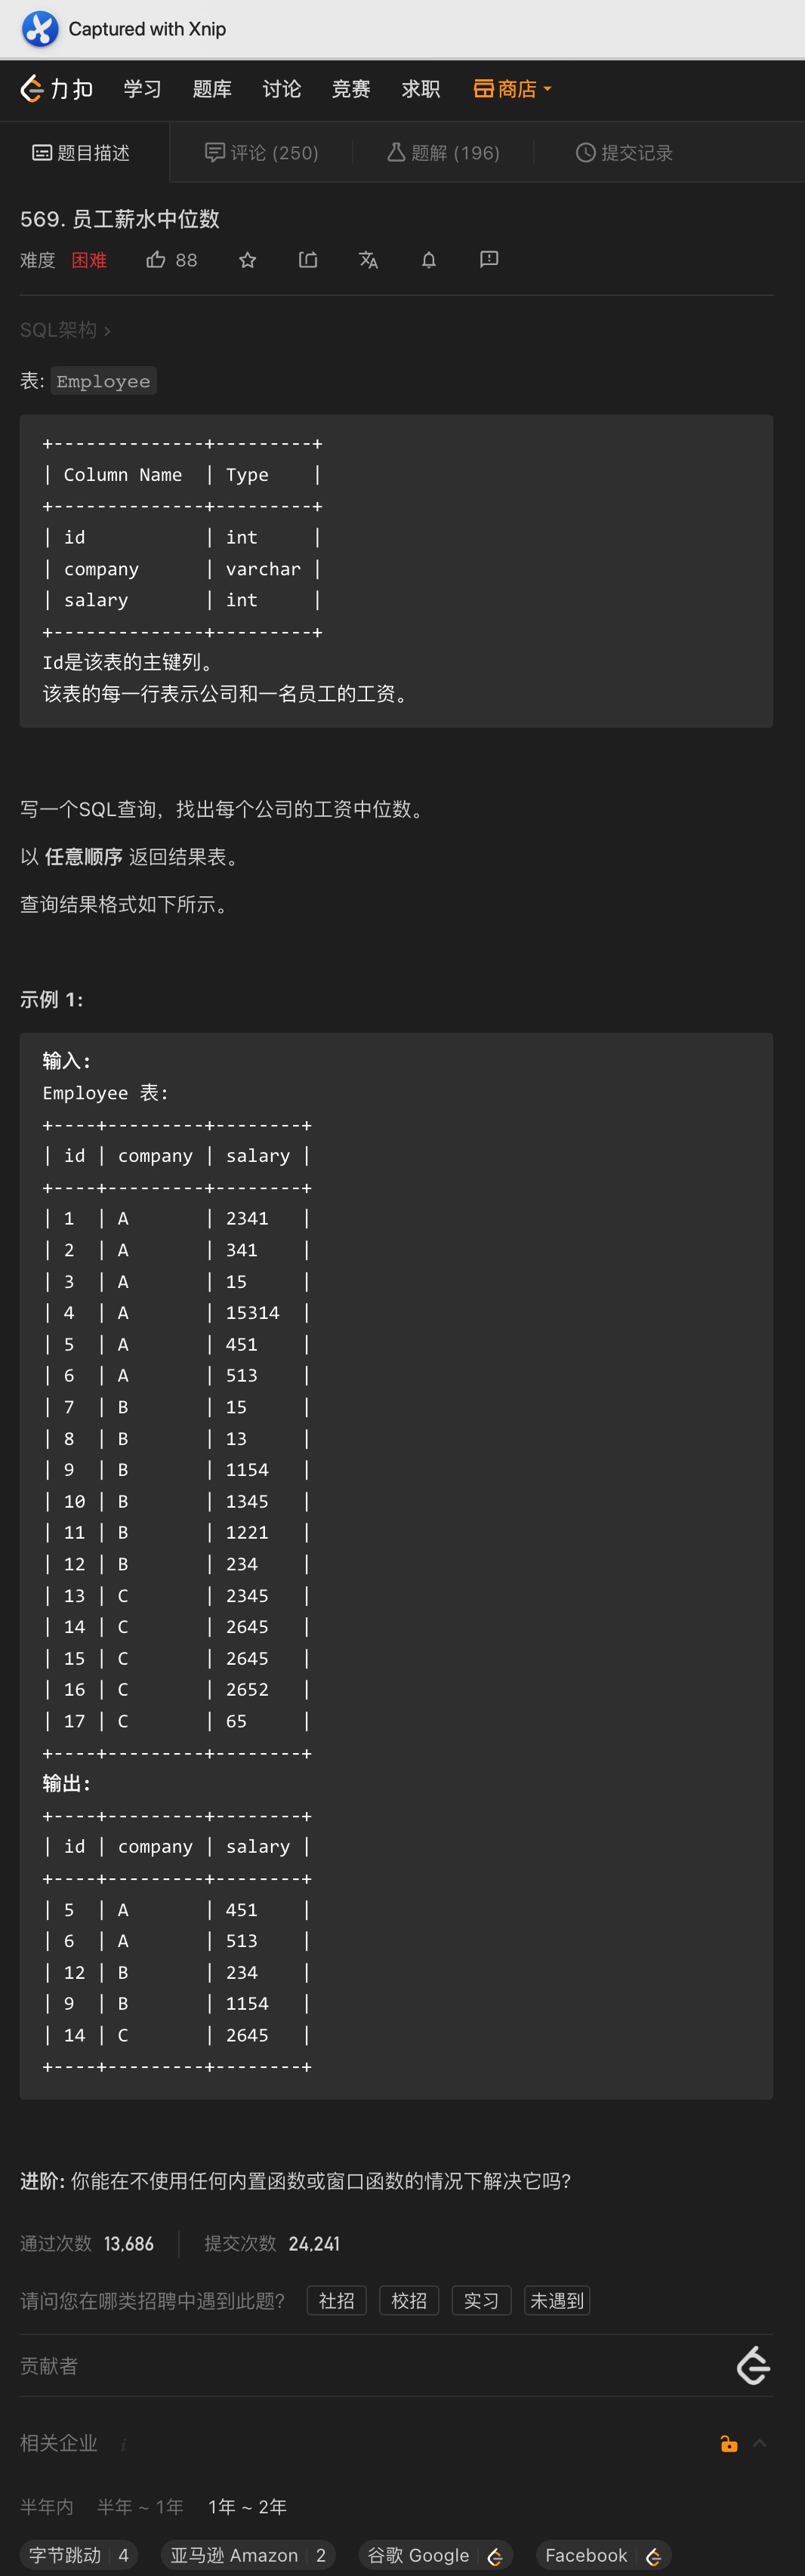 Captured with Xnip
力扣 学习 题库 讨论 竞赛 求职 商店
题目描述 评论 (250) 题解 (196) 提交记录
569. 员工薪水中位数
难度 困难 88
SQL架构 >
表: Employee
+--------------+---------+
| Column Name  | Type    |
+--------------+---------+
| id           | int     |
| company      | varchar |
| salary       | int     |
+--------------+---------+
Id是该表的主键列。
该表的每一行表示公司和一名员工的工资。
写一个SQL查询，找出每个公司的工资中位数。
以 任意顺序 返回结果表。
查询结果格式如下所示。
示例 1:
输入:
Employee 表:
+----+---------+--------+
| id | company | salary |
+----+---------+--------+
| 1  | A       | 2341   |
| 2  | A       | 341    |
| 3  | A       | 15     |
| 4  | A       | 15314  |
| 5  | A       | 451    |
| 6  | A       | 513    |
| 7  | B       | 15     |
| 8  | B       | 13     |
| 9  | B       | 1154   |
| 10 | B       | 1345   |
| 11 | B       | 1221   |
| 12 | B       | 234    |
| 13 | C       | 2345   |
| 14 | C       | 2645   |
| 15 | C       | 2645   |
| 16 | C       | 2652   |
| 17 | C       | 65     |
+----+---------+--------+
输出:
+----+---------+--------+
| id | company | salary |
+----+---------+--------+
| 5  | A       | 451    |
| 6  | A       | 513    |
| 12 | B       | 234    |
| 9  | B       | 1154   |
| 14 | C       | 2645   |
+----+---------+--------+
进阶: 你能在不使用任何内置函数或窗口函数的情况下解决它吗?
通过次数 13,686 提交次数 24,241
请问您在哪类招聘中遇到此题? 社招 校招 实习 未遇到
贡献者
相关企业 i
半年内 半年 ~ 1年 1年 ~ 2年
字节跳动 4 亚马逊 Amazon 2 谷歌 Google Facebook